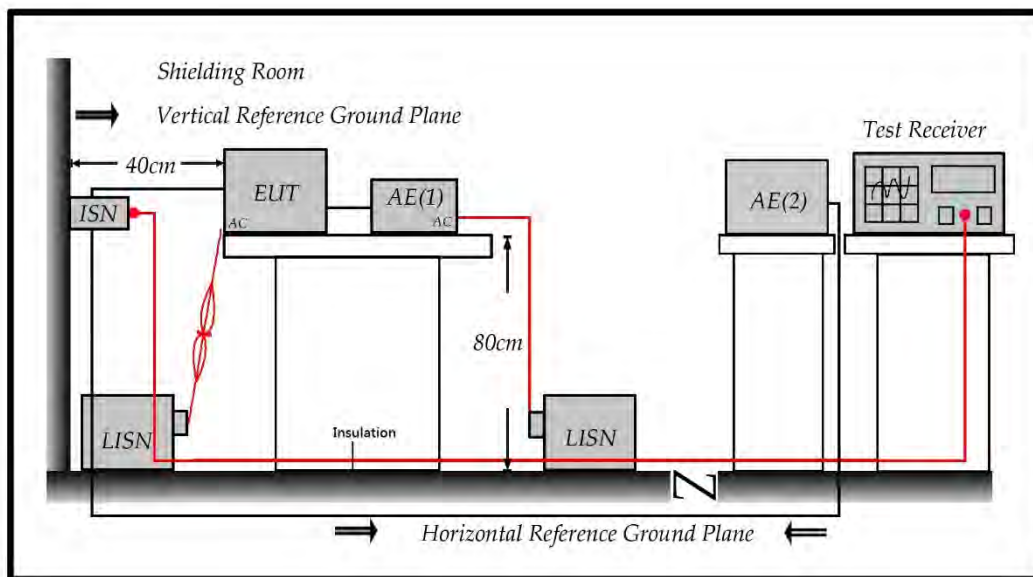 Shielding Room
Vertical Reference Ground Plane
Test Receiver
40cm
EUT
AC
AE(1)
AC
AE(2)
ISN
80cm
LISN
Insulation
LISN
Horizontal Reference Ground Plane